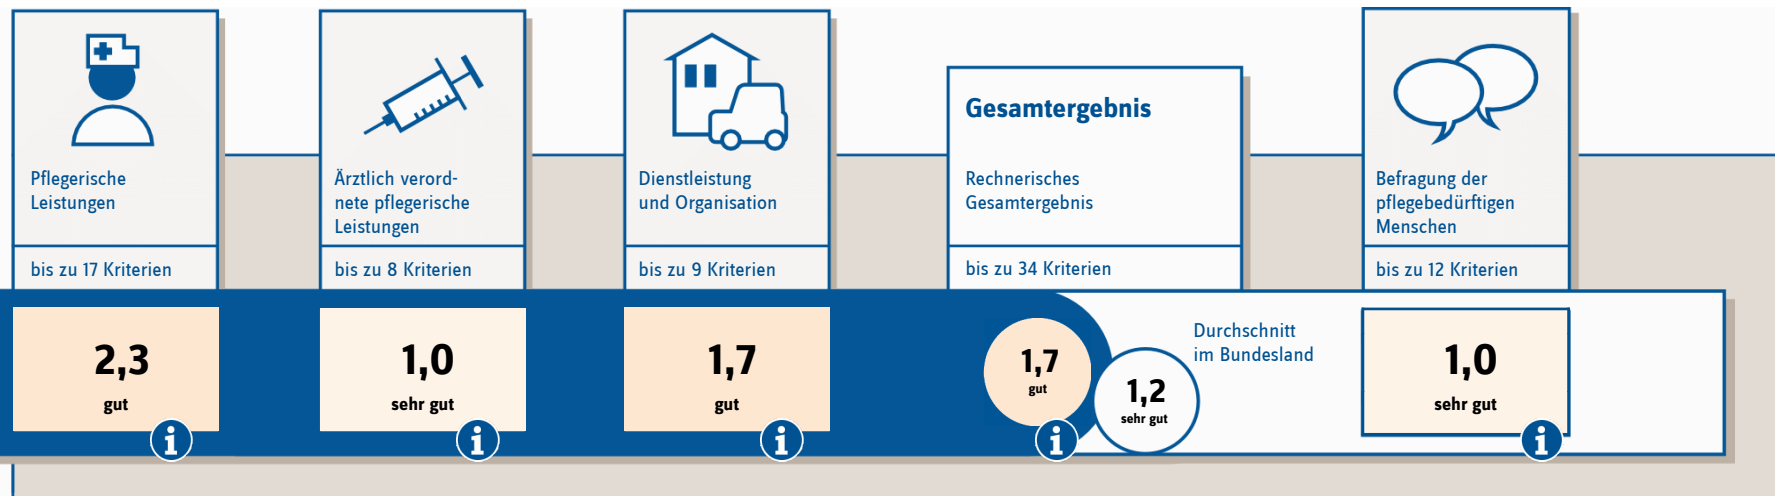 Pflegerische
Leistungen
bis zu 17 Kriterien
2,3
gut
i
Ärztlich verord-
nete pflegerische
Leistungen
bis zu 8 Kriterien
1,0
sehr gut
i
Dienstleistung
und Organisation
bis zu 9 Kriterien
1,7
gut
i
Gesamtergebnis
Rechnerisches
Gesamtergebnis
bis zu 34 Kriterien
1,7
gut
i
1,2
sehr gut
Durchschnitt
im Bundesland
Befragung der
pflegebedürftigen
Menschen
bis zu 12 Kriterien
1,0
sehr gut
i